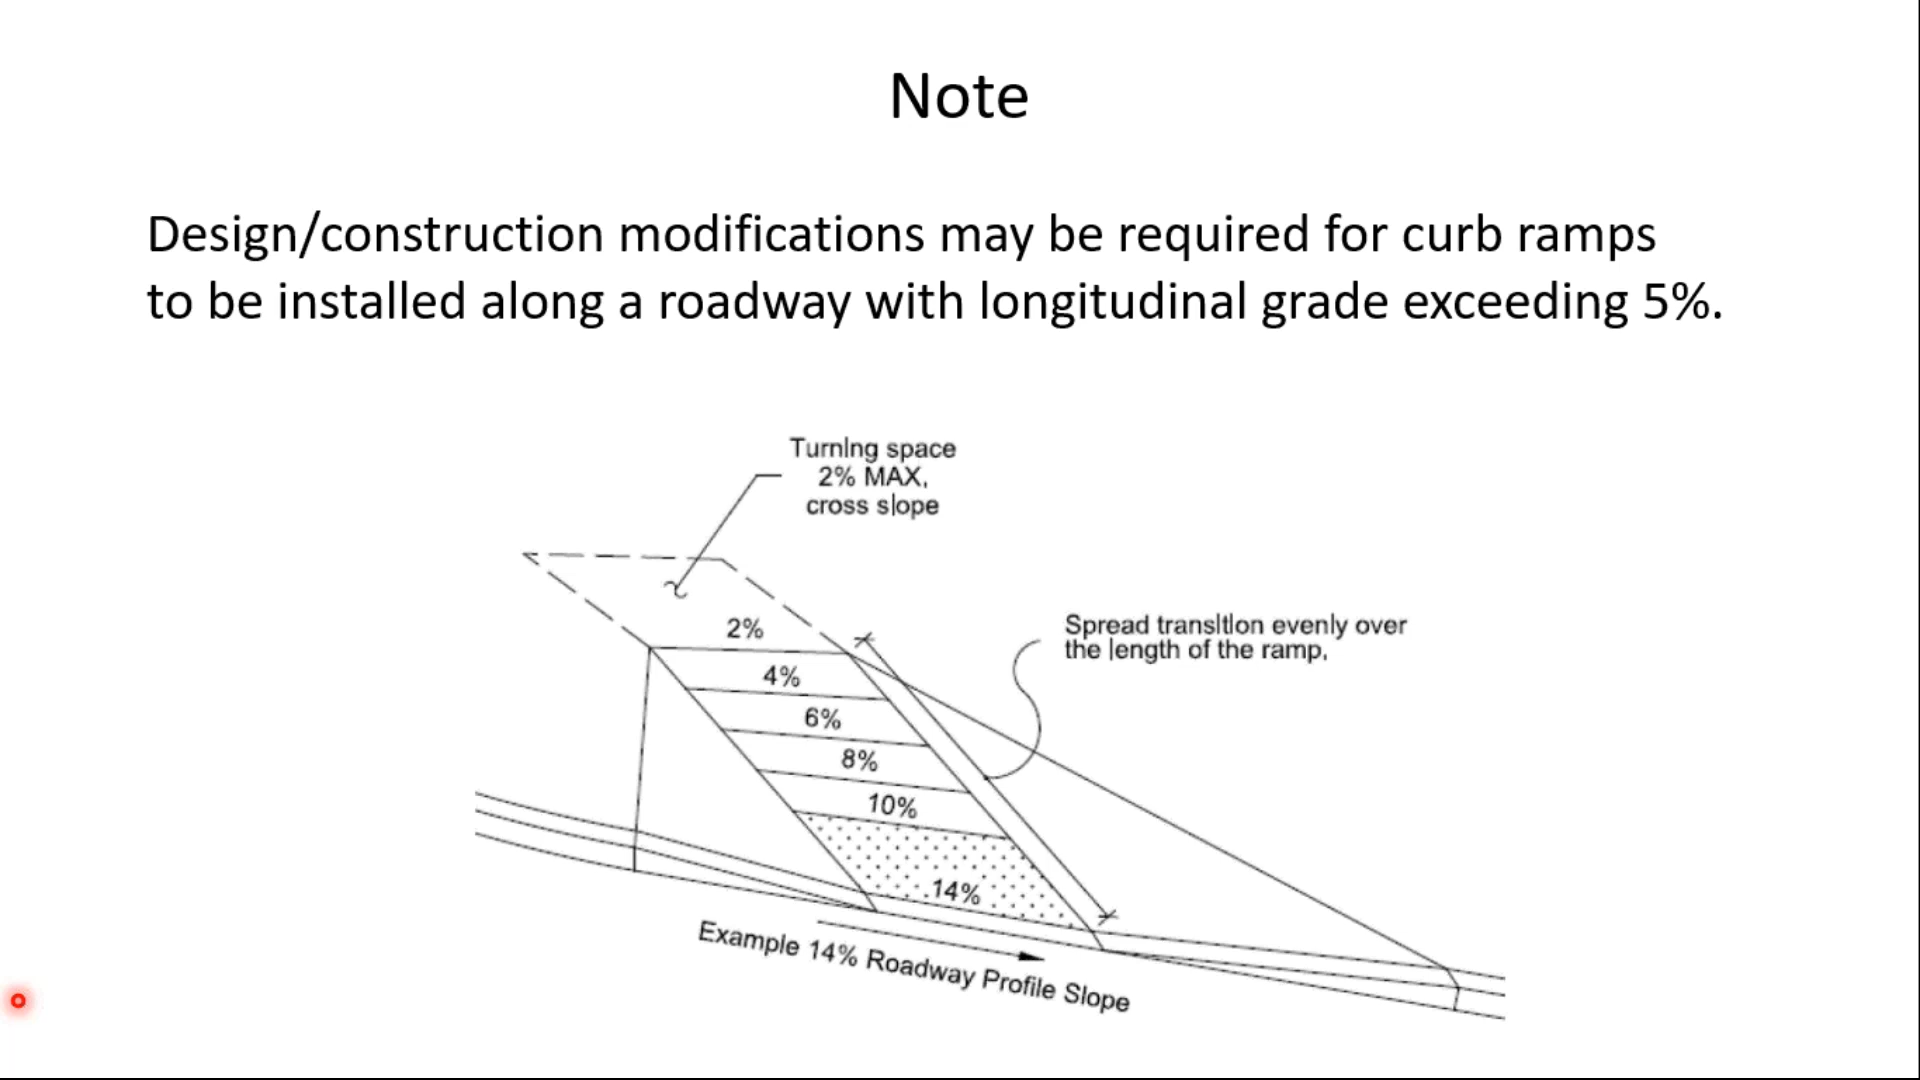 Note
Design/construction modifications may be required for curb ramps
to be installed along a roadway with longitudinal grade exceeding 5%.
Turning space
2% MAX.
cross slope
Spread transition evenly over
the length of the ramp.
2%
4%
6%
8%
10%
14%
Example 14% Roadway Profile Slope